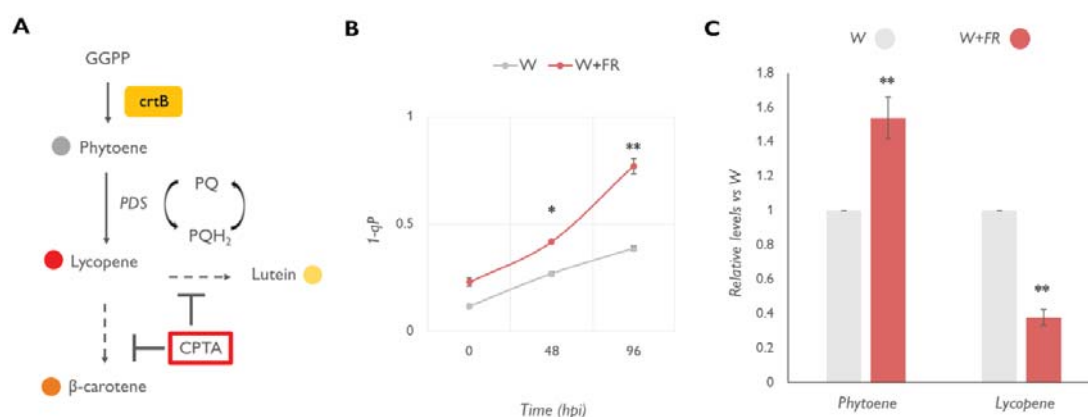 A
GGPP
crtB
Phytoene
PDS
PQ
PQH₂
Lycopene
Lutein
CPTA
β-carotene
B
W
W+FR
1
0.5
0
1-qP
*
**
0
48
96
Time (hpi)
C
W
W+FR
1.8
1.6
1.4
1.2
1
0.8
0.6
0.4
0.2
0
Relative levels vs W
**
**
Phytoene
Lycopene